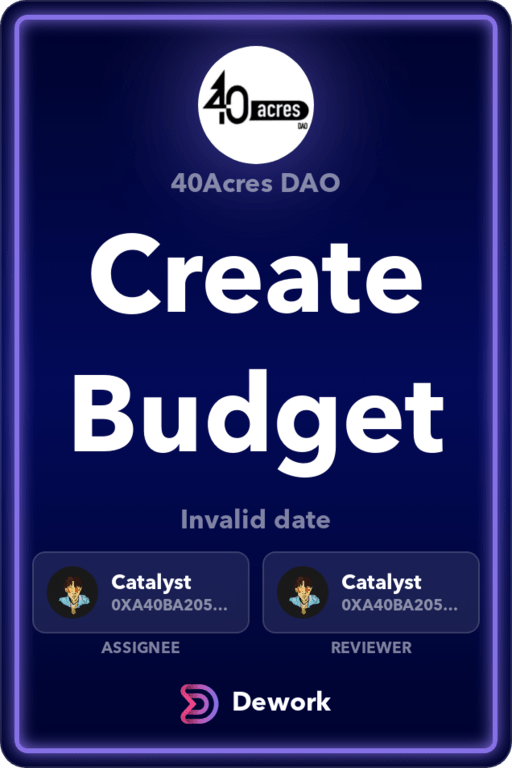 40 acres
DAO
40Acres DAO
Create
Budget
Invalid date
Catalyst
0XA40BA205...
Catalyst
0XA40BA205...
ASSIGNEE
REVIEWER
Dework